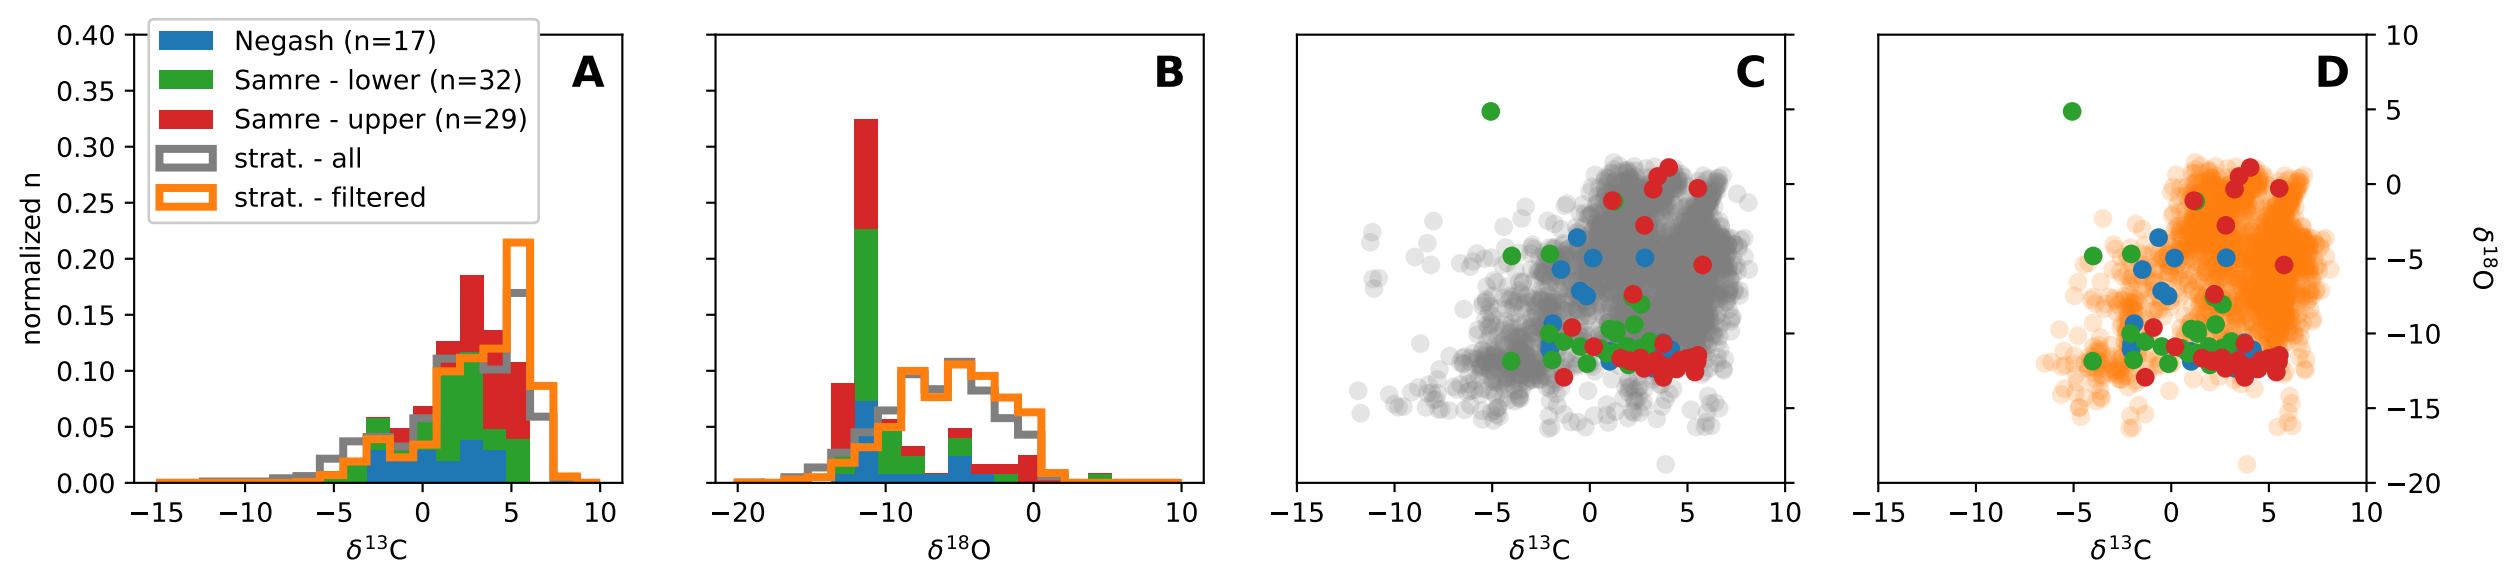 Negash (n=17)
Samre - lower (n=32)
Samre - upper (n=29)
strat. - all
strat. - filtered
A
0.40
0.35
0.30
0.25
0.20
0.15
0.10
0.05
0.00
normalized n
−15 −10 −5 0 5 10
δ¹³C
B
−20 −10 0 10
δ¹⁸O
C
−15 −10 −5 0 5 10
δ¹³C
D
−15 −10 −5 0 5 10
δ¹³C
10
5
0
−5
−10
−15
−20
δ¹⁸O